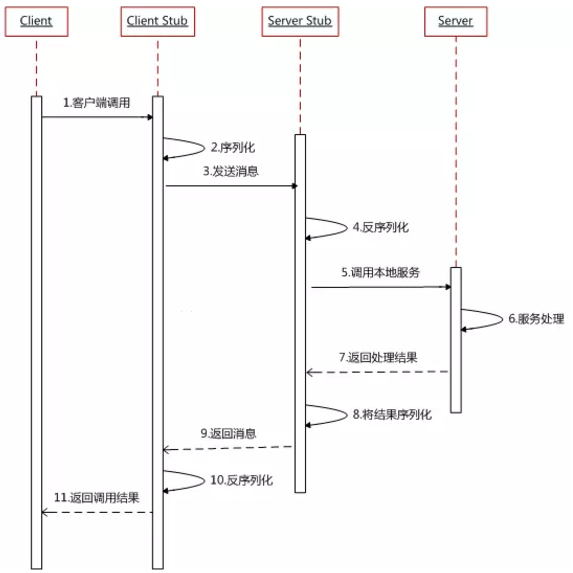 Client
Client Stub
Server Stub
Server
1.客户端调用
2.序列化
3.发送消息
4.反序列化
5.调用本地服务
6.服务处理
7.返回处理结果
8.将结果序列化
9.返回消息
10.反序列化
11.返回调用结果